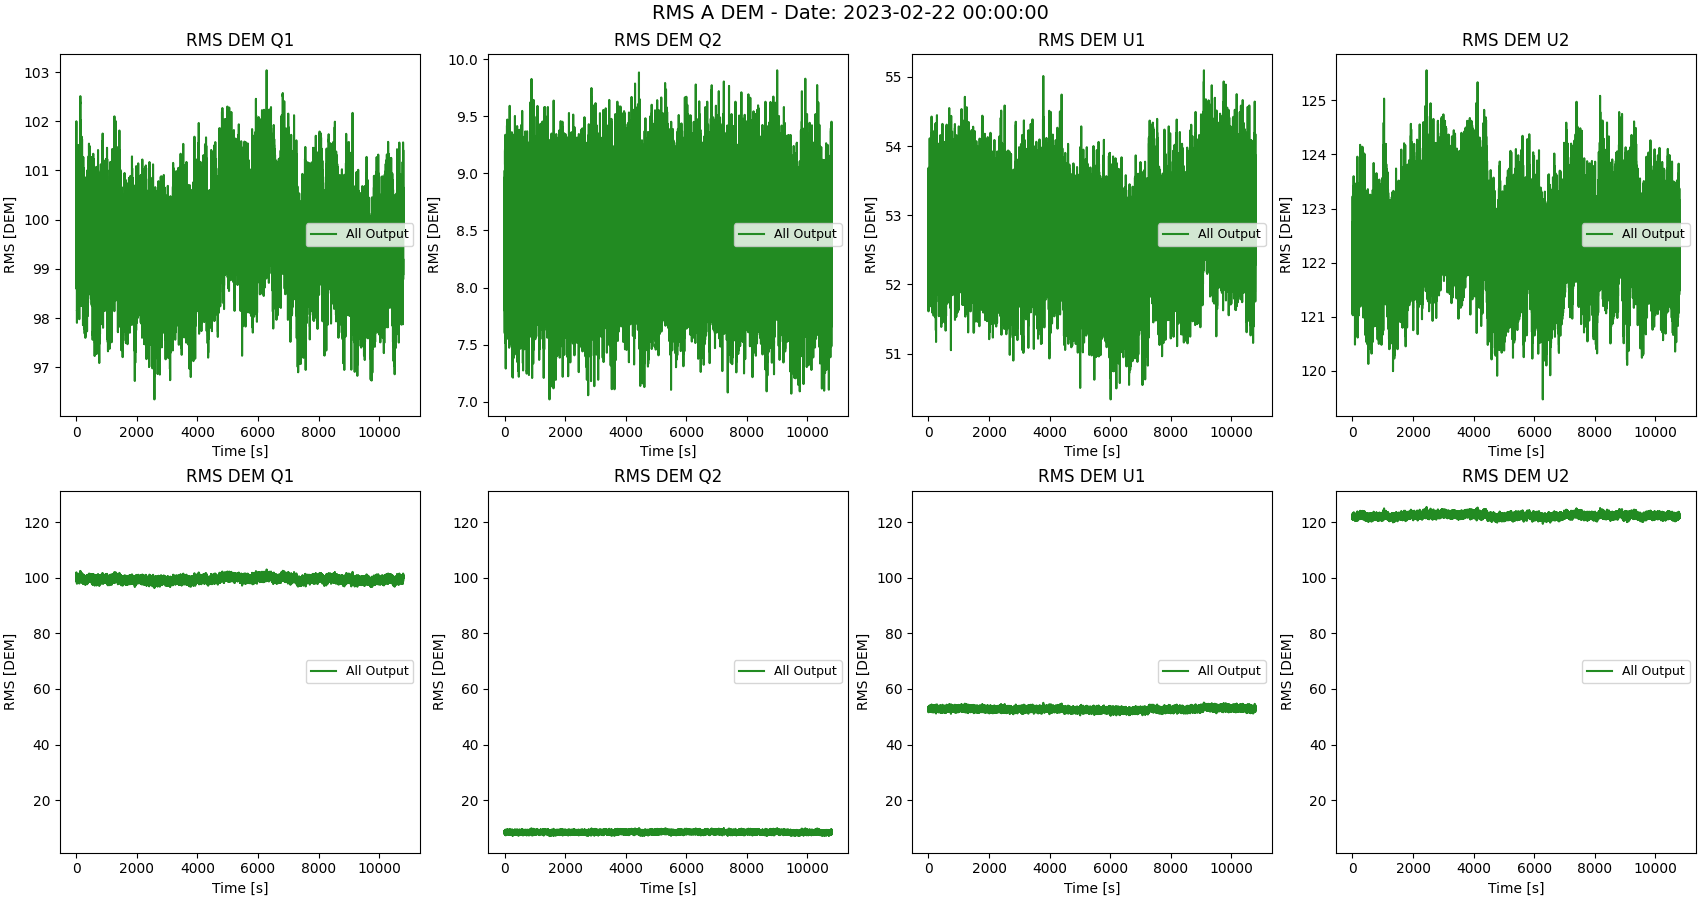 RMS A DEM - Date: 2023-02-22 00:00:00
RMS DEM Q1
RMS [DEM]
103
102
101
100
99
98
97
All Output
0 2000 4000 6000 8000 10000
Time [s]
RMS DEM Q2
RMS [DEM]
10.0
9.5
9.0
8.5
8.0
7.5
7.0
All Output
0 2000 4000 6000 8000 10000
Time [s]
RMS DEM U1
RMS [DEM]
55
54
53
52
51
All Output
0 2000 4000 6000 8000 10000
Time [s]
RMS DEM U2
RMS [DEM]
125
124
123
122
121
120
All Output
0 2000 4000 6000 8000 10000
Time [s]
RMS DEM Q1
RMS [DEM]
120
100
80
60
40
20
All Output
0 2000 4000 6000 8000 10000
Time [s]
RMS DEM Q2
RMS [DEM]
120
100
80
60
40
20
All Output
0 2000 4000 6000 8000 10000
Time [s]
RMS DEM U1
RMS [DEM]
120
100
80
60
40
20
All Output
0 2000 4000 6000 8000 10000
Time [s]
RMS DEM U2
RMS [DEM]
120
100
80
60
40
20
All Output
0 2000 4000 6000 8000 10000
Time [s]